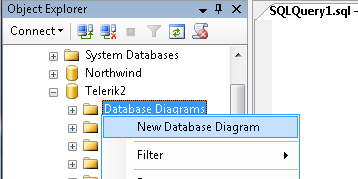 Object Explorer
SQLQuery1.sql -
Connect
System Databases
Northwind
Telerik2
Database Diagrams
New Database Diagram
Filter